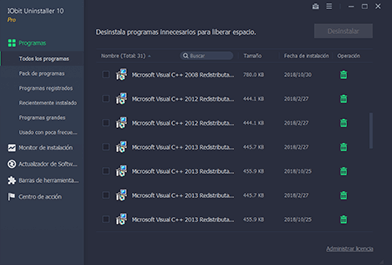 IObit Uninstaller 10
Pro
Desinstala programas innecesarios para liberar espacio.
Desinstalar
Programas
Todos los programas
Pack de programas
Programas registrados
Recientemente instalado
Programas grandes
Usado con poca frecue...
Monitor de instalación
Actualizador de Softw...
Barras de herramienta...
Centro de acción
Nombre (Total: 31)
Buscar
Tamaño
Fecha de instalación
Operación
Microsoft Visual C++ 2008 Redistributa... 780.0 KB 2018/10/30
Microsoft Visual C++ 2012 Redistributa... 444.1 KB 2018/2/27
Microsoft Visual C++ 2012 Redistributa... 444.1 KB 2018/2/27
Microsoft Visual C++ 2013 Redistributa... 445.7 KB 2018/2/27
Microsoft Visual C++ 2013 Redistributa... 455.9 KB 2018/10/25
Microsoft Visual C++ 2013 Redistributa... 445.7 KB 2018/2/27
Microsoft Visual C++ 2013 Redistributa... 455.9 KB 2018/10/25
Administrar licencia